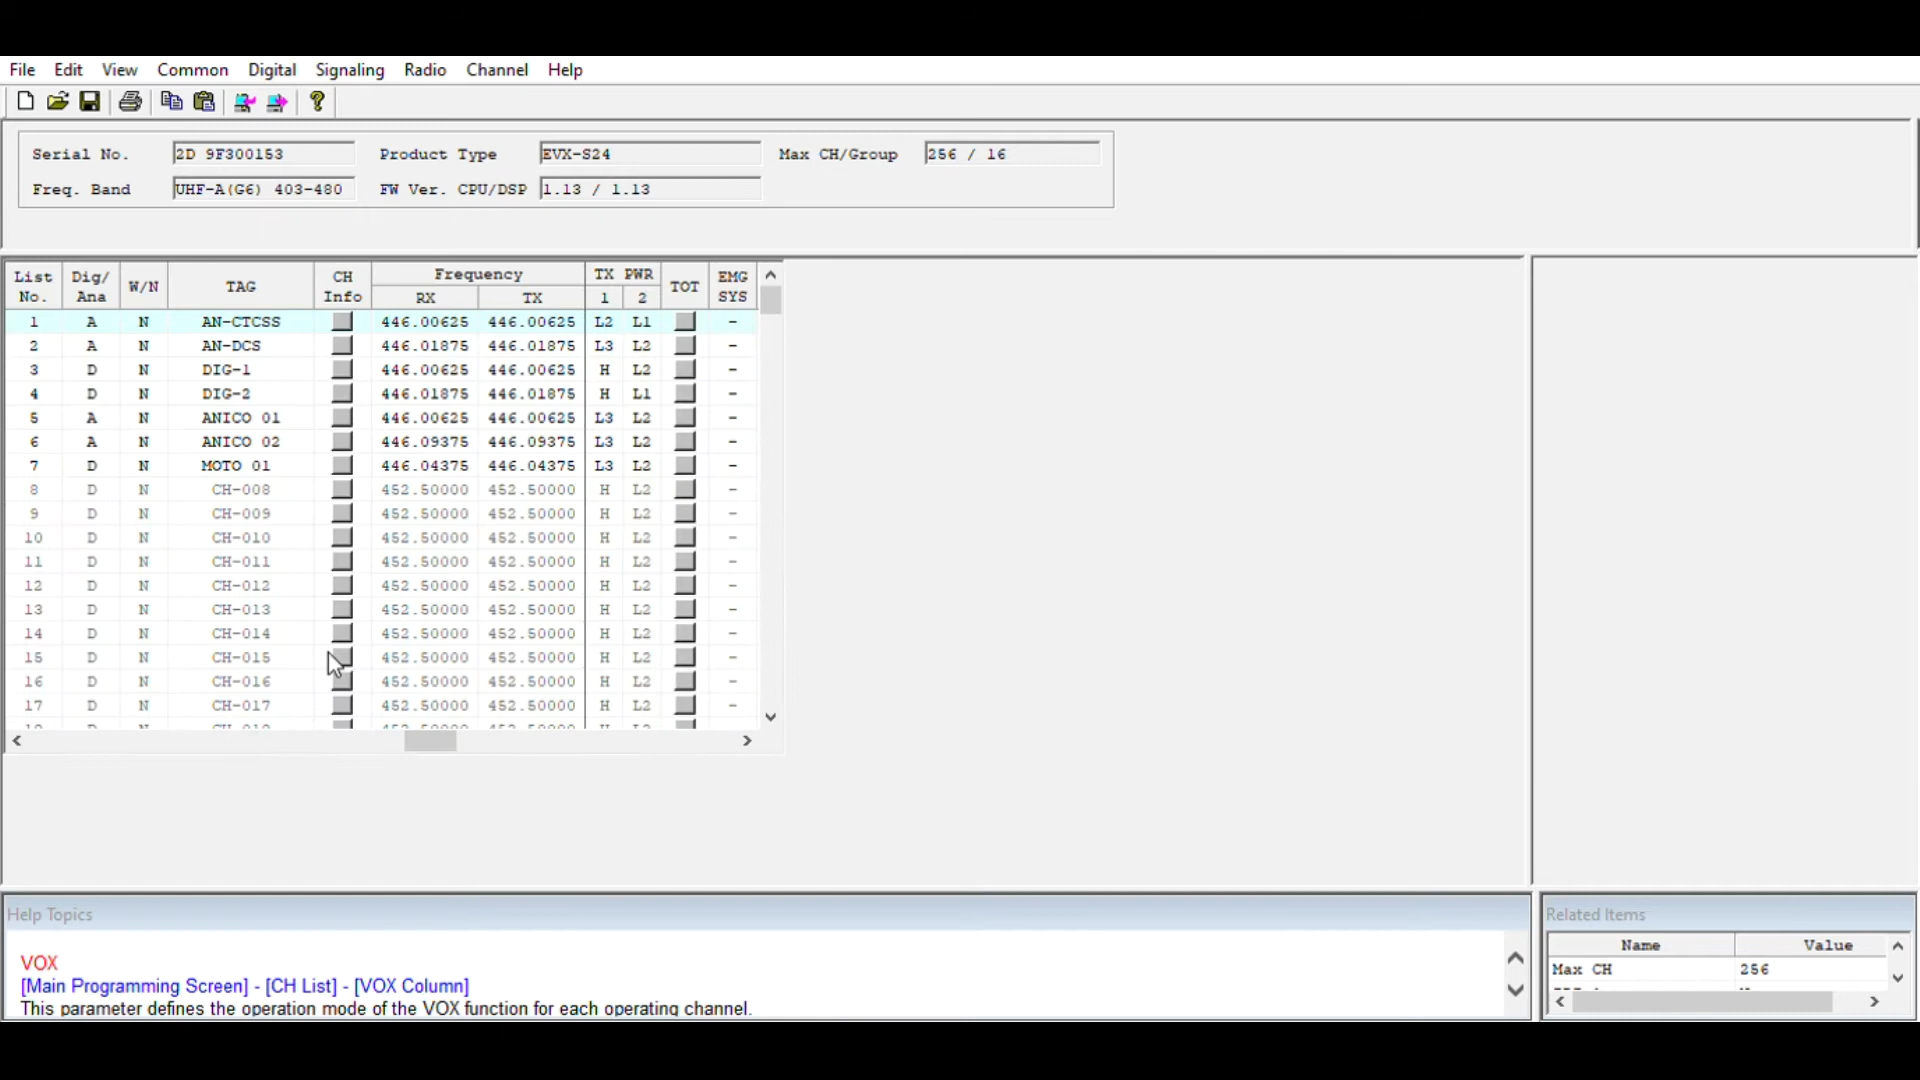 File Edit View Common Digital Signaling Radio Channel Help
Serial No. 2D 9F300153 Product Type EVX-S24 Max CH/Group 256 / 16
Freq. Band UHF-A(G6) 403-480 FW Ver. CPU/DSP 1.13 / 1.13
List No. Dig/ Ana W/N TAG CH Info Frequency RX TX TX PWR 1 2 TOT EMG SYS
1 A N AN-CTCSS 446.00625 446.00625 L2 L1 -
2 A N AN-DCS 446.01875 446.01875 L3 L2 -
3 D N DIG-1 446.00625 446.00625 H L2 -
4 D N DIG-2 446.01875 446.01875 H L1 -
5 A N ANICO 01 446.00625 446.00625 L3 L2 -
6 A N ANICO 02 446.09375 446.09375 L3 L2 -
7 D N MOTO 01 446.04375 446.04375 L3 L2 -
8 D N CH-008 452.50000 452.50000 H L2 -
9 D N CH-009 452.50000 452.50000 H L2 -
10 D N CH-010 452.50000 452.50000 H L2 -
11 D N CH-011 452.50000 452.50000 H L2 -
12 D N CH-012 452.50000 452.50000 H L2 -
13 D N CH-013 452.50000 452.50000 H L2 -
14 D N CH-014 452.50000 452.50000 H L2 -
15 D N CH-015 452.50000 452.50000 H L2 -
16 D N CH-016 452.50000 452.50000 H L2 -
17 D N CH-017 452.50000 452.50000 H L2 -
Help Topics
VOX
[Main Programming Screen] - [CH List] - [VOX Column]
This parameter defines the operation mode of the VOX function for each operating channel.
Related Items
Name Value
Max CH 256